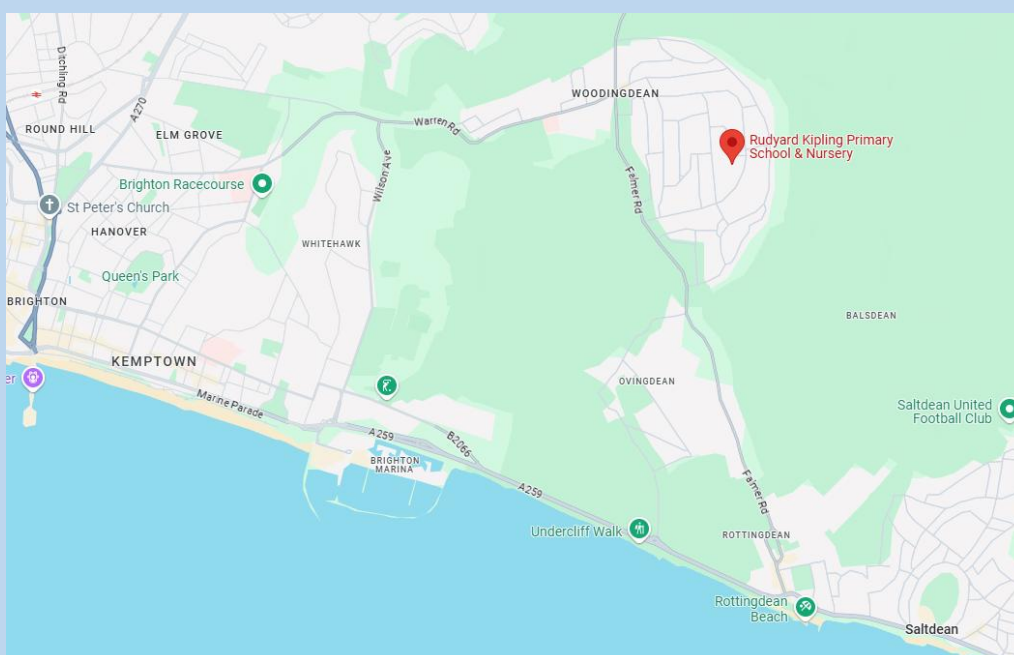 Ditchling Rd
A270
ROUND HILL
ELM GROVE
Brighton Racecourse
St Peter's Church
HANOVER
Queen's Park
BRIGHTON
KEMPTOWN
er
Marine Parade
WHITEHAWK
Wilson Ave
Warren Rd
WOODINGDEAN
Falmer Rd
Rudyard Kipling Primary
School & Nursery
BALSDEAN
OVINGDEAN
Saltdean United
Football Club
A259
B2066
BRIGHTON
MARINA
A259
Falmer Rd
Undercliff Walk
ROTTINGDEAN
Rottingdean
Beach
Saltdean